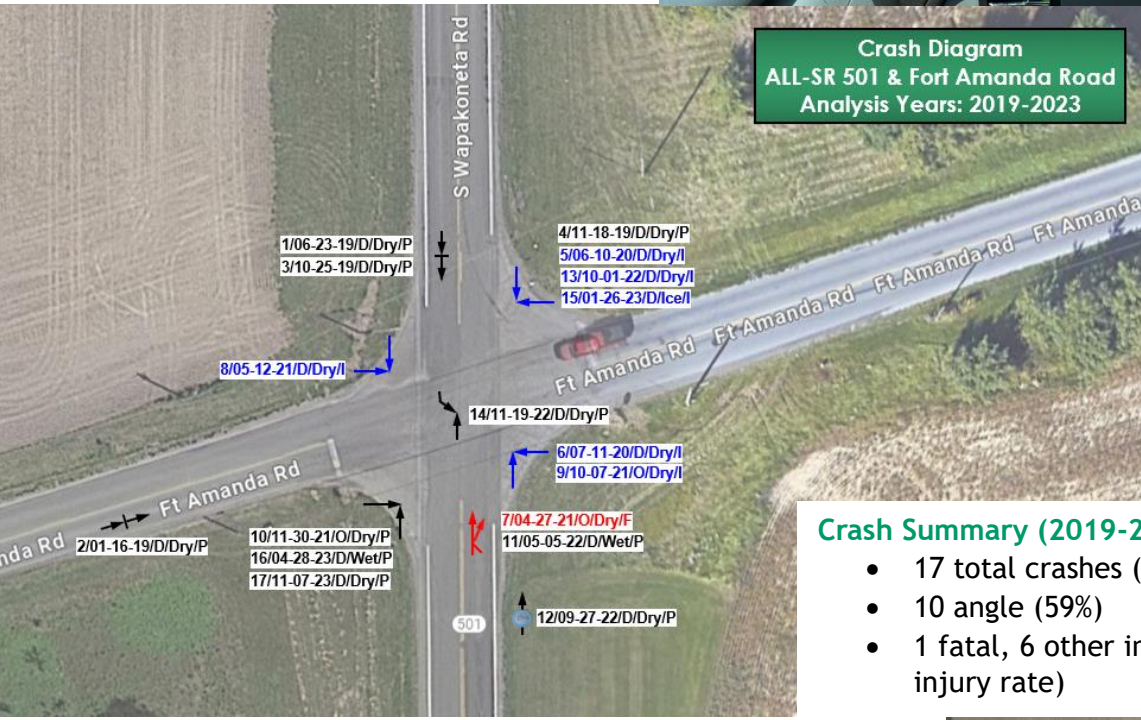 Crash Diagram
ALL-SR 501 & Fort Amanda Road
Analysis Years: 2019-2023
S Wapakoneta Rd
1/06-23-19/D/Dry/P
3/10-25-19/D/Dry/P
4/11-18-19/D/Dry/P
5/06-10-20/D/Dry/I
13/10-01-22/D/Dry/I
15/01-26-23/D/Ice/I
Ft Amanda Rd
Ft Amanda Rd
Ft Amanda Rd
Ft Amanda
8/05-12-21/D/Dry/I
14/11-19-22/D/Dry/P
6/07-11-20/D/Dry/I
9/10-07-21/O/Dry/I
Ft Amanda Rd
nda Rd
2/01-16-19/D/Dry/P
10/11-30-21/O/Dry/P
16/04-28-23/D/Wet/P
17/11-07-23/D/Dry/P
7/04-27-21/O/Dry/F
11/05-05-22/D/Wet/P
501
12/09-27-22/D/Dry/P
Crash Summary (2019-2
• 17 total crashes (
• 10 angle (59%)
• 1 fatal, 6 other in
injury rate)